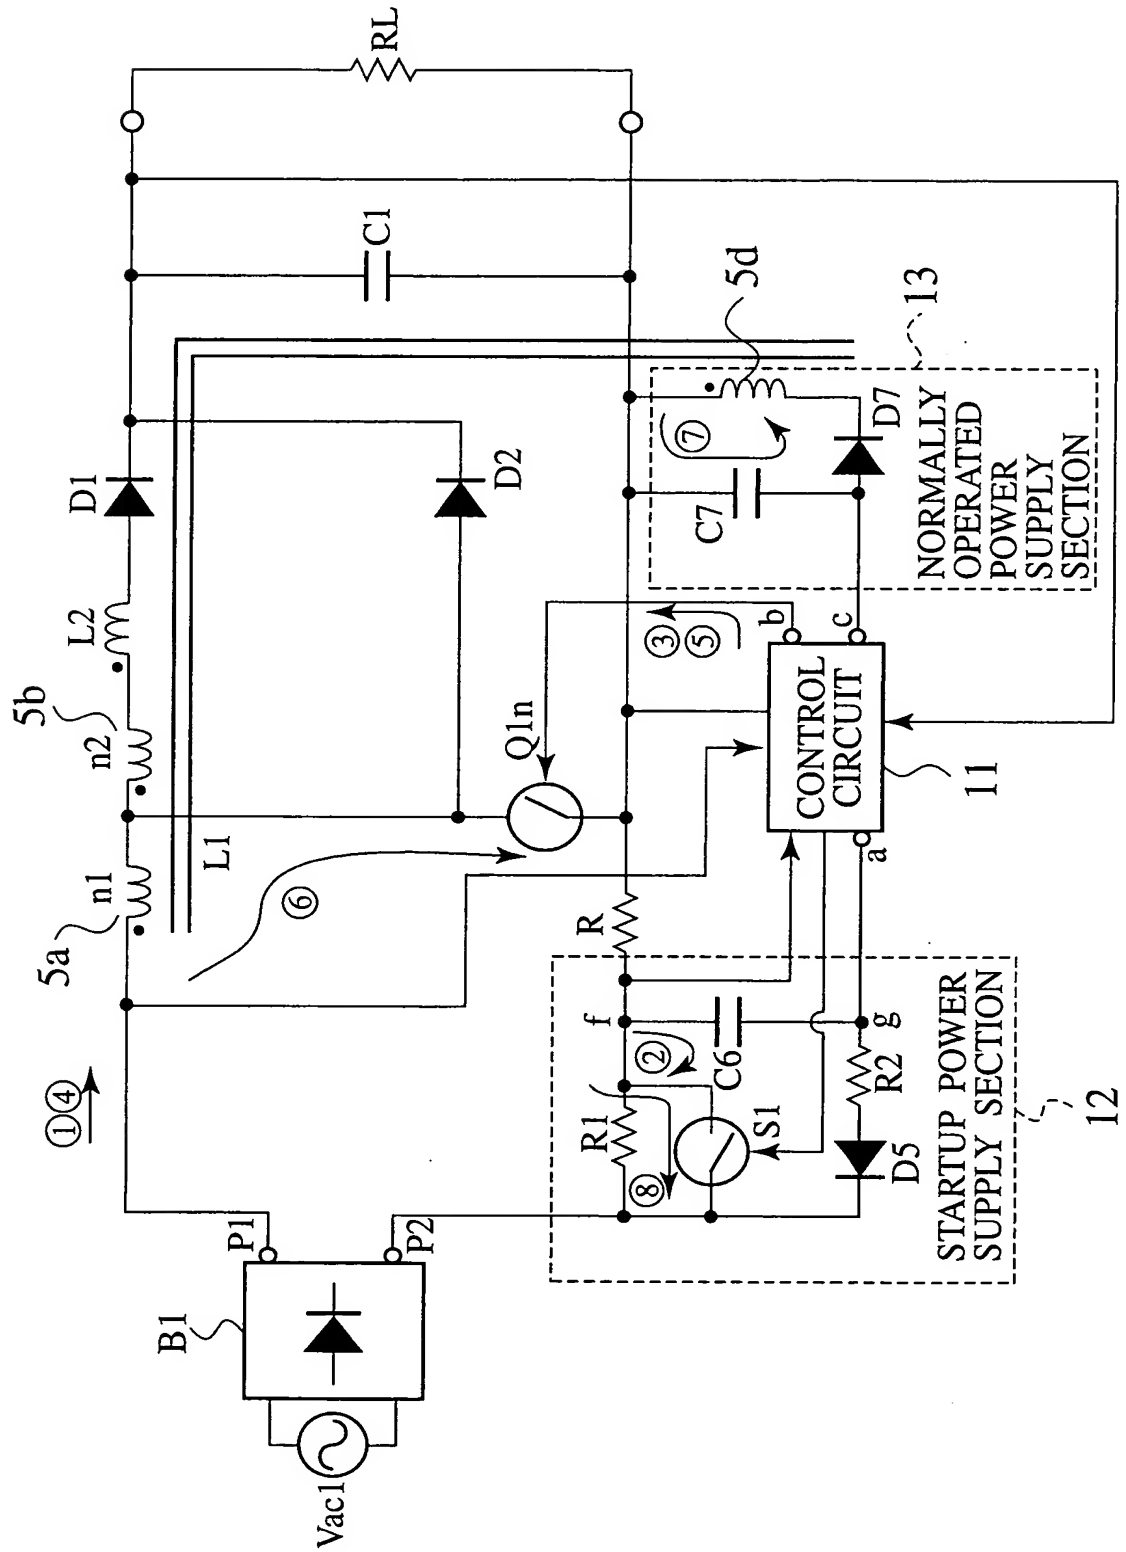 Vac1
B1
P1
P2
①④
5a
n1
n2
5b
L2
D1
L1
⑥
D2
C1
RL
Q1n
③
⑤
R
f
②
C6
g
R1
⑧
S1
R2
D5
STARTUP POWER
SUPPLY SECTION
12
a
b
c
CONTROL
CIRCUIT
11
C7
⑦
D7
5d
13
NORMALLY
OPERATED
POWER
SUPPLY
SECTION